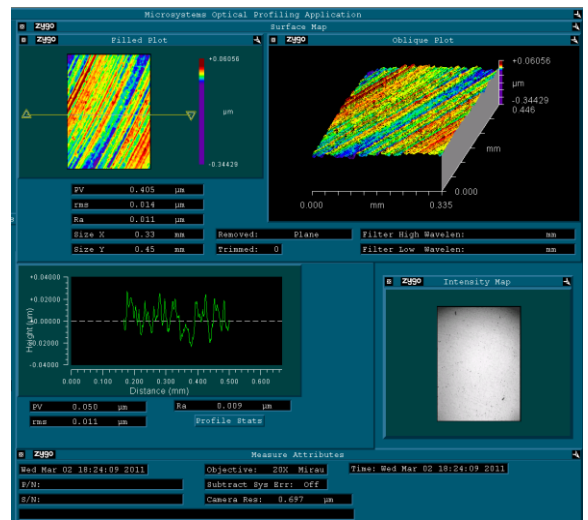 Microsystems Optical Profiling Application
Surface Map
zygo Filled Plot
zygo Oblique Plot
+0.06056
µm
-0.34429
+0.06056
µm
-0.34429
0.446
mm
0.000
0.000 mm 0.335
PV 0.405 µm
rms 0.014 µm
Ra 0.011 µm
Size X 0.33 mm
Size Y 0.45 mm
Removed: Plane
Trimmed: 0
Filter High Wavelen: mm
Filter Low Wavelen: mm
+0.04000
+0.02000
+0.00000
-0.02000
-0.04000
Height (µm)
0.000 0.100 0.200 0.300 0.400 0.500 0.600
Distance (mm)
PV 0.050 µm
rms 0.011 µm
Ra 0.009 µm
Profile Stats
zygo Intensity Map
zygo Measure Attributes
Wed Mar 02 18:24:09 2011
P/N:
S/N:
Objective: 20X Mirau
Subtract Sys Err: Off
Camera Res: 0.697 µm
Time: Wed Mar 02 18:24:09 2011